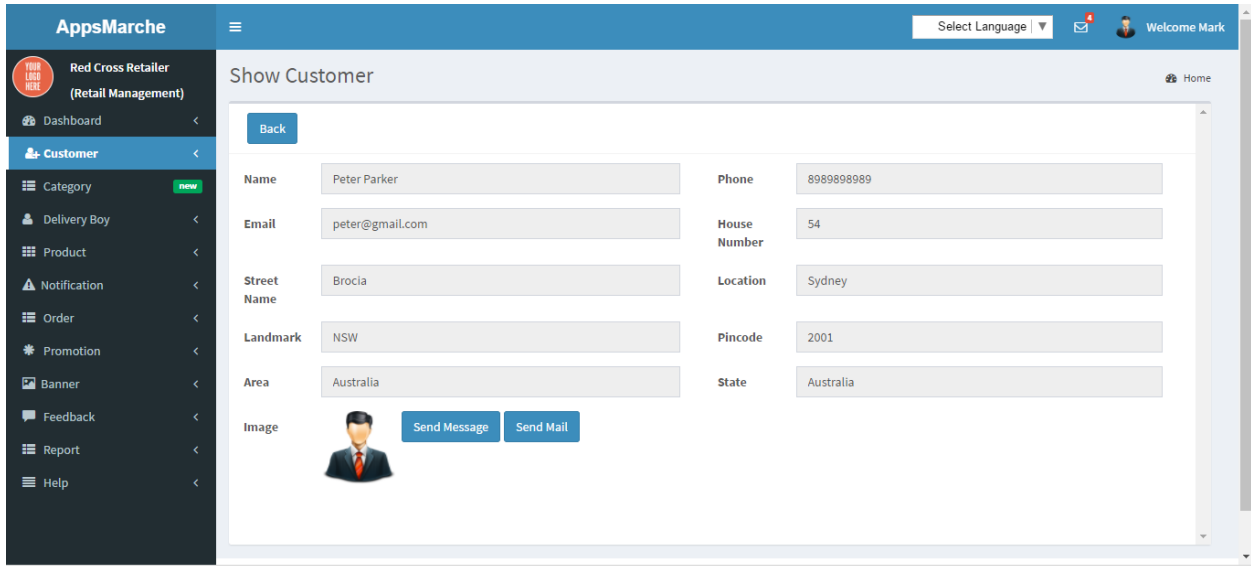 AppsMarche
Select Language ▼
4
Welcome Mark
YOUR
LOGO
HERE
Red Cross Retailer
(Retail Management)
Show Customer
Home
Dashboard
Customer
Category new
Delivery Boy
Product
Notification
Order
Promotion
Banner
Feedback
Report
Help
Back
Name Peter Parker Phone 8989898989
Email peter@gmail.com House
Number 54
Street
Name Brocia Location Sydney
Landmark NSW Pincode 2001
Area Australia State Australia
Image Send Message Send Mail